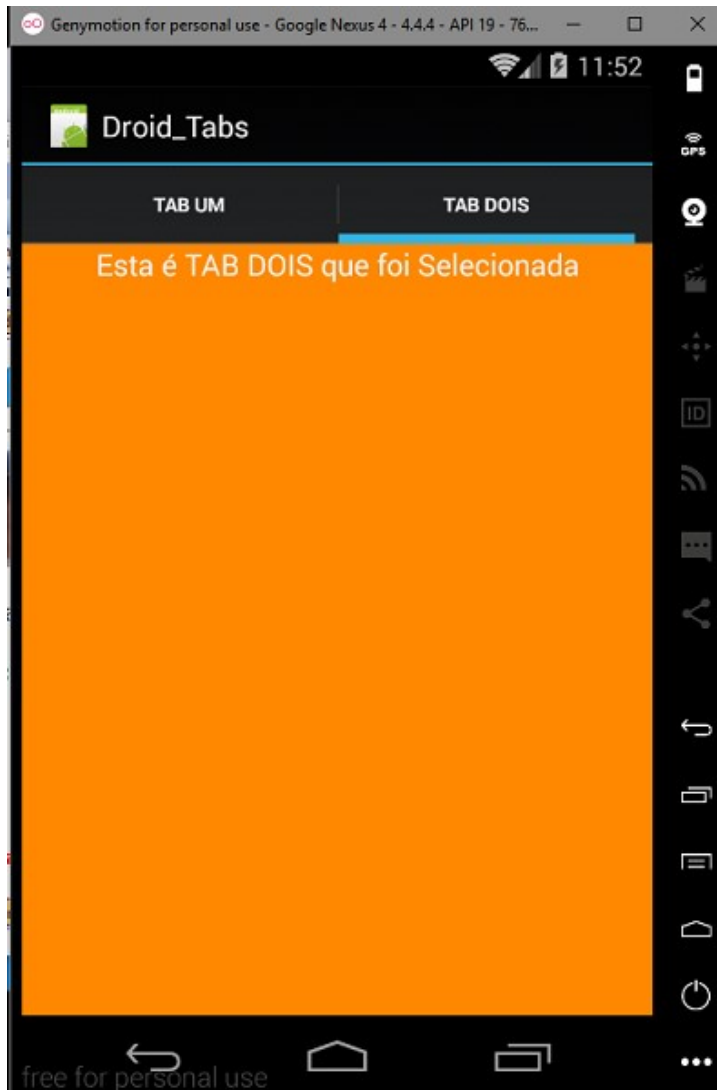 Genymotion for personal use - Google Nexus 4 - 4.4.4 - API 19 - 76...
11:52
Droid_Tabs
GPS
TAB UM
TAB DOIS
Esta é TAB DOIS que foi Selecionada
ID
free for personal use